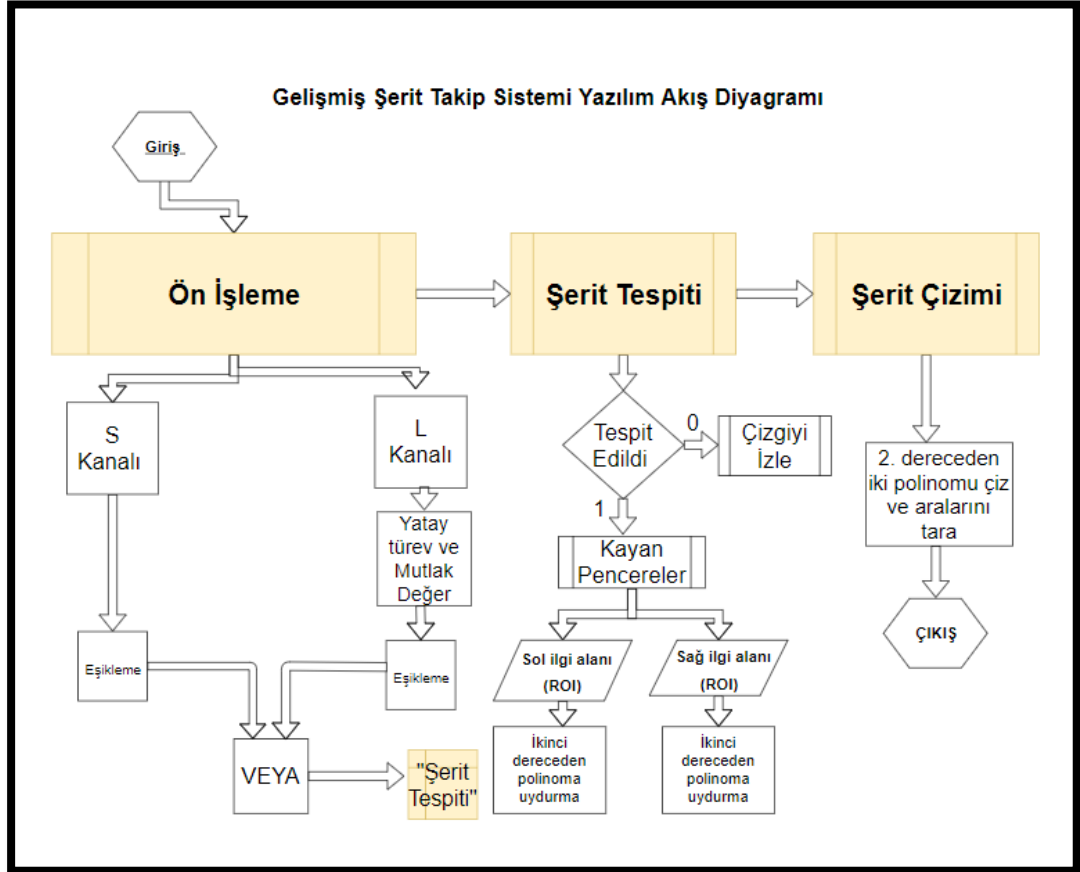 Gelişmiş Şerit Takip Sistemi Yazılım Akış Diyagramı
Giriş
Ön İşleme
Şerit Tespiti
Şerit Çizimi
S
Kanalı
L
Kanalı
Yatay
türev ve
Mutlak
Değer
Eşikleme
Eşikleme
VEYA
"Şerit
Tespiti"
Tespit
Edildi
0
Çizgiyi
İzle
1
Kayan
Pencereler
Sol ilgi alanı
(ROI)
Sağ ilgi alanı
(ROI)
İkinci
dereceden
polinoma
uydurma
İkinci
dereceden
polinoma
uydurma
2. dereceden
iki polinomu çiz
ve aralarını
tara
ÇIKIŞ